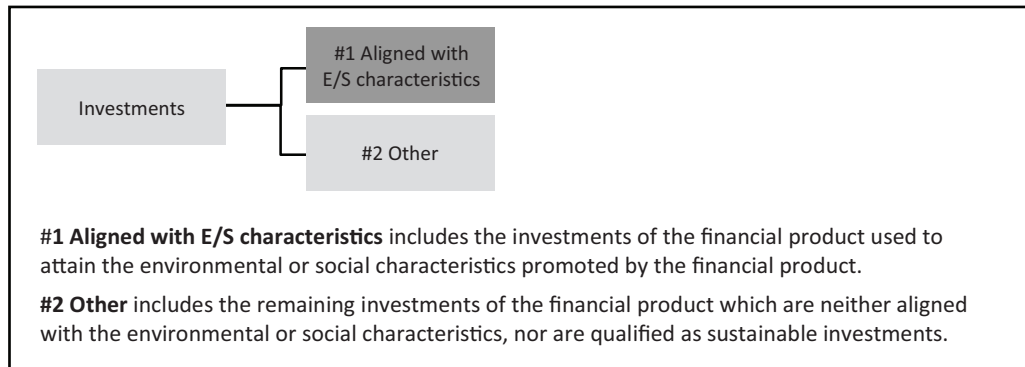 #1 Aligned with
E/S characteristics
Investments
#2 Other
#1 Aligned with E/S characteristics includes the investments of the financial product used to
attain the environmental or social characteristics promoted by the financial product.
#2 Other includes the remaining investments of the financial product which are neither aligned
with the environmental or social characteristics, nor are qualified as sustainable investments.